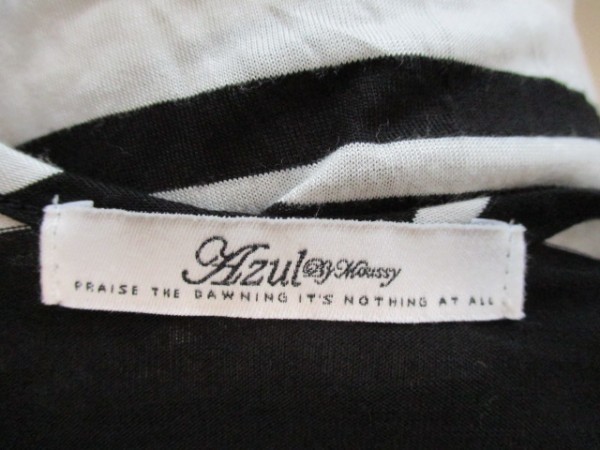 Azul By Moussy
PRAISE THE DAWNING IT'S NOTHING AT ALL